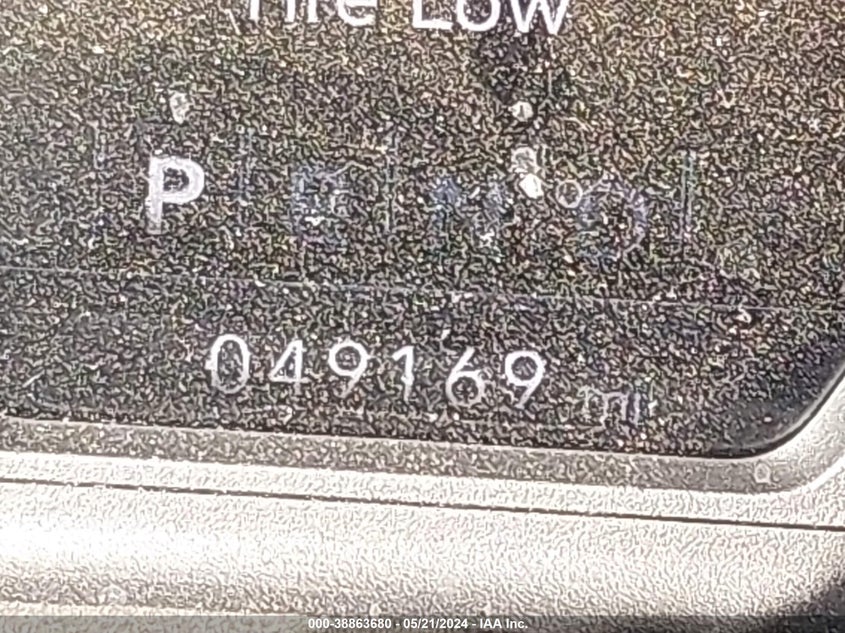 Tire Low
P
049169 mi
000-38863680 - 05/21/2024 - IAA Inc.